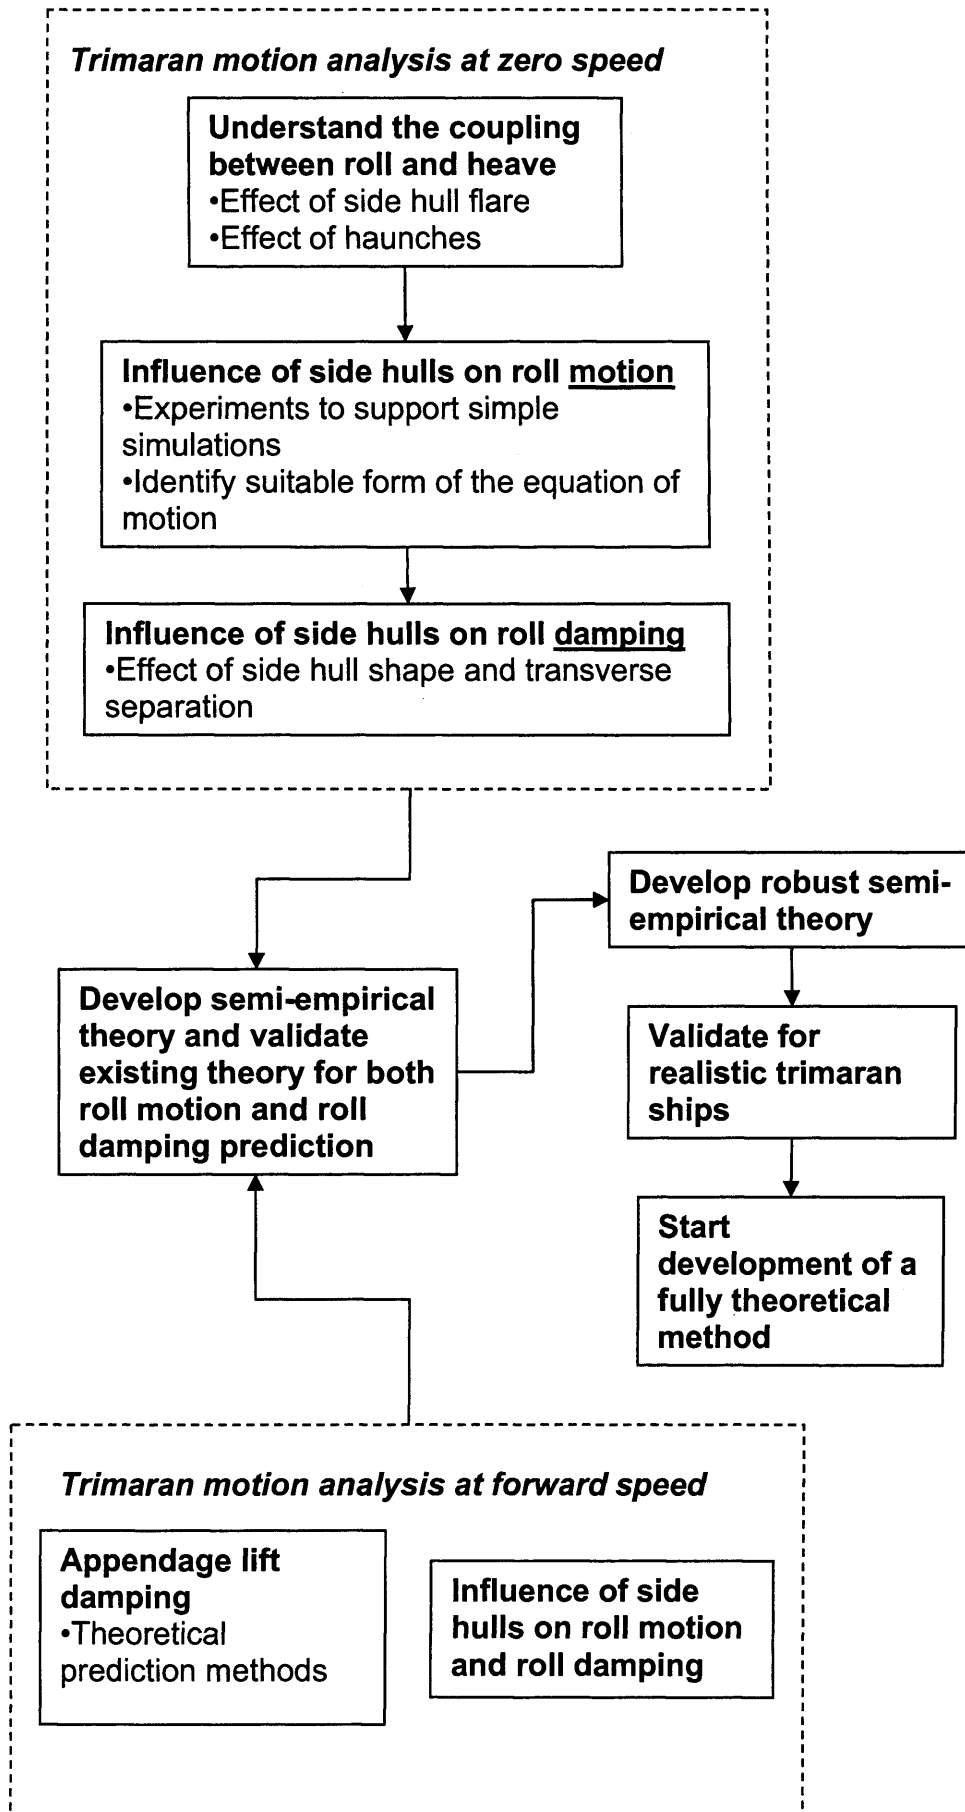 Trimaran motion analysis at zero speed
Understand the coupling
between roll and heave
•Effect of side hull flare
•Effect of haunches
Influence of side hulls on roll motion
•Experiments to support simple
simulations
•Identify suitable form of the equation of
motion
Influence of side hulls on roll damping
•Effect of side hull shape and transverse
separation
Develop robust semi-
empirical theory
Develop semi-empirical
theory and validate
existing theory for both
roll motion and roll
damping prediction
Validate for
realistic trimaran
ships
Start
development of a
fully theoretical
method
Trimaran motion analysis at forward speed
Appendage lift
damping
•Theoretical
prediction methods
Influence of side
hulls on roll motion
and roll damping